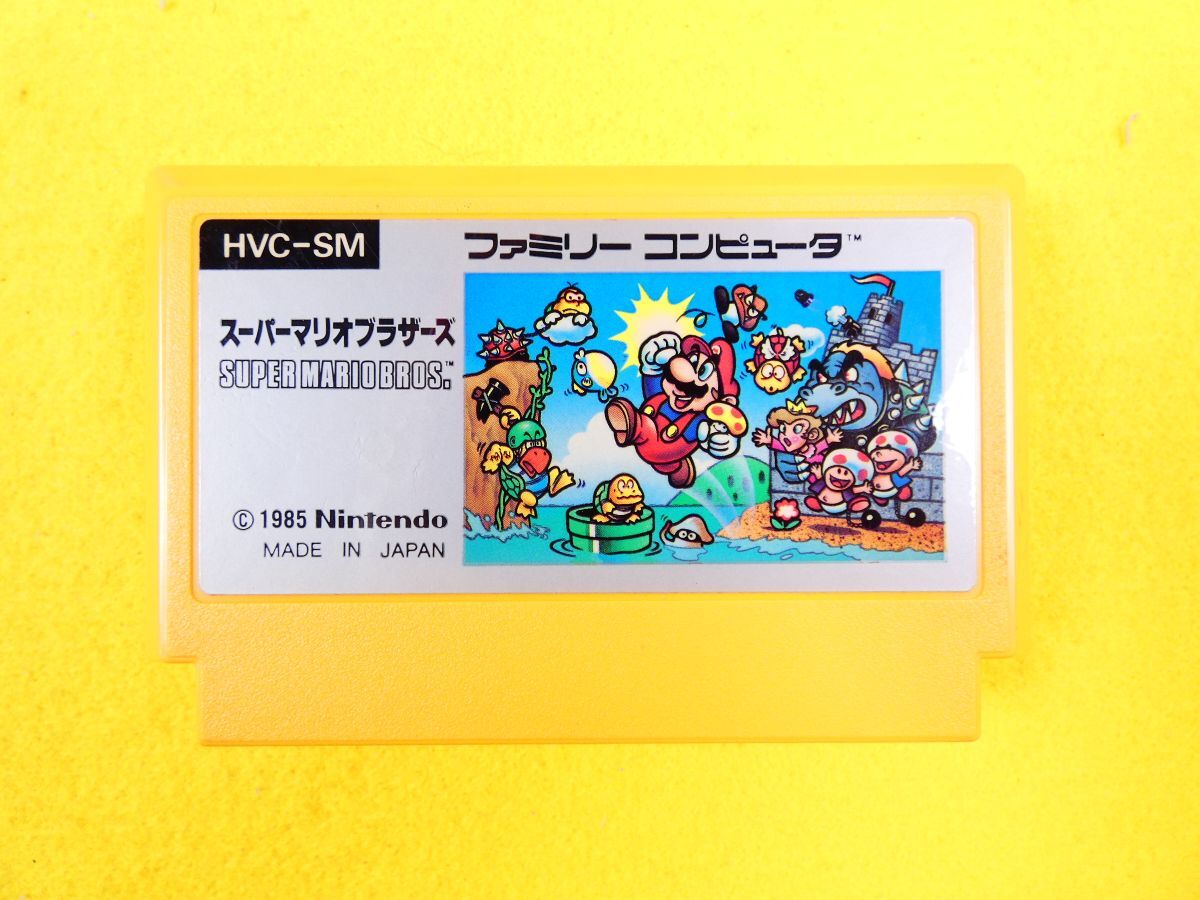 HVC-SM
ファミリー コンピュータ™
スーパーマリオブラザーズ
SUPER MARIO BROS.™
© 1985 Nintendo
MADE IN JAPAN